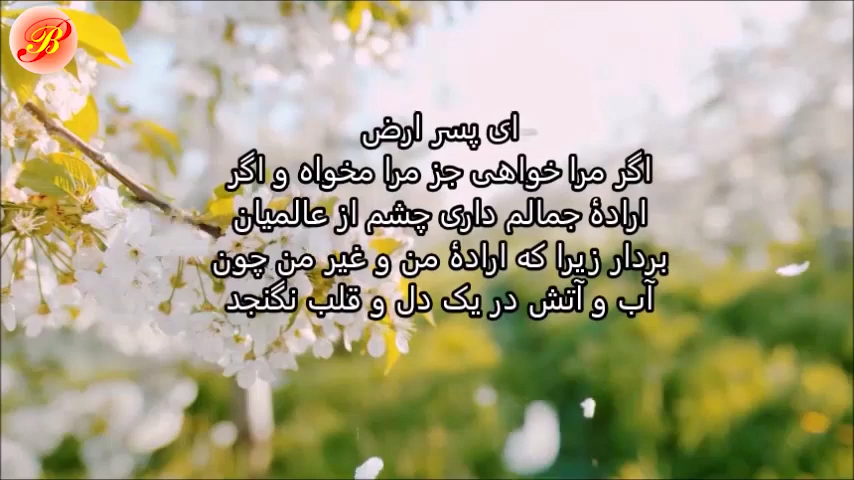 B
ای پسر ارض
اگر مرا خواهی جز مرا مخواه و اگر
ارادهٔ جمالم داری چشم از عالمیان
بردار زیرا که ارادهٔ من و غیر من چون
آب و آتش در یک دل و قلب نگنجد